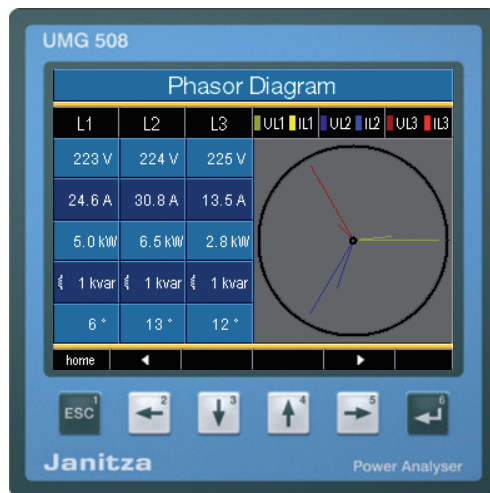 UMG 508
Phasor Diagram
L1 L2 L3 UL1 IL1 UL2 IL2 UL3 IL3
223 V 224 V 225 V
24.6 A 30.8 A 13.5 A
5.0 kW 6.5 kW 2.8 kW
1 kvar 1 kvar 1 kvar
6 ° 13 ° 12 °
home
ESC 1 2 3 4 5 6
Janitza Power Analyser